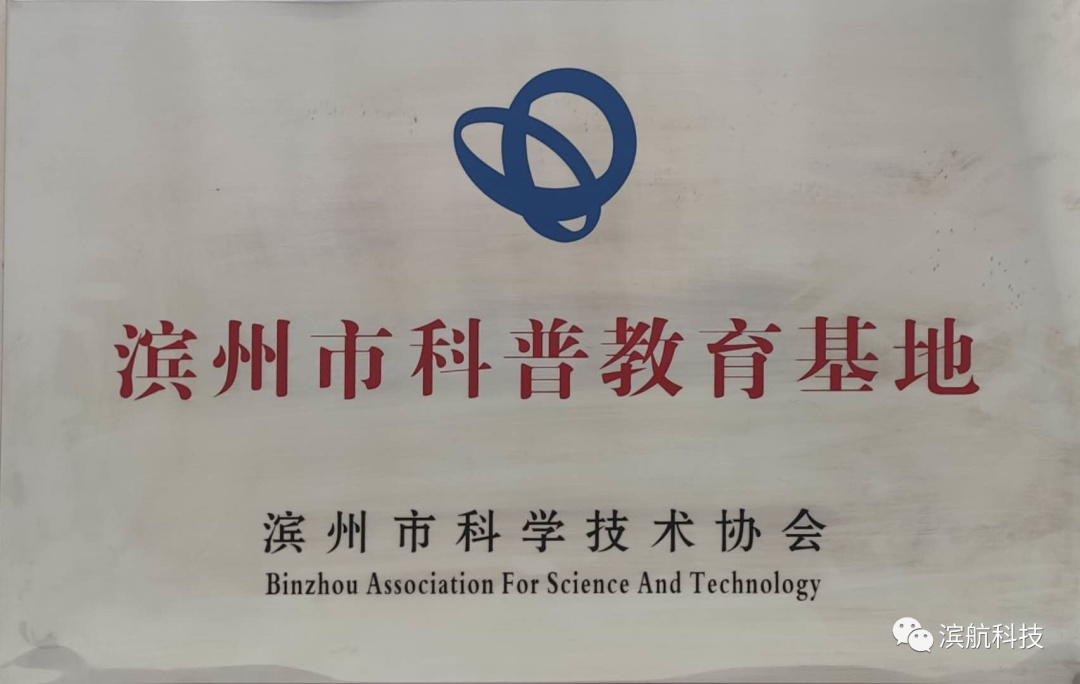 滨州市科普教育基地
滨州市科学技术协会
Binzhou Association For Science And Technology
滨航科技